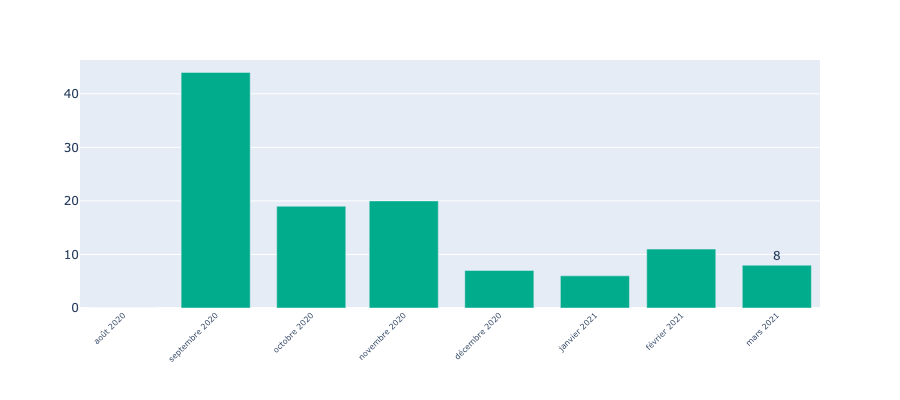 40
30
20
10
0
8
août 2020
septembre 2020
octobre 2020
novembre 2020
décembre 2020
janvier 2021
février 2021
mars 2021